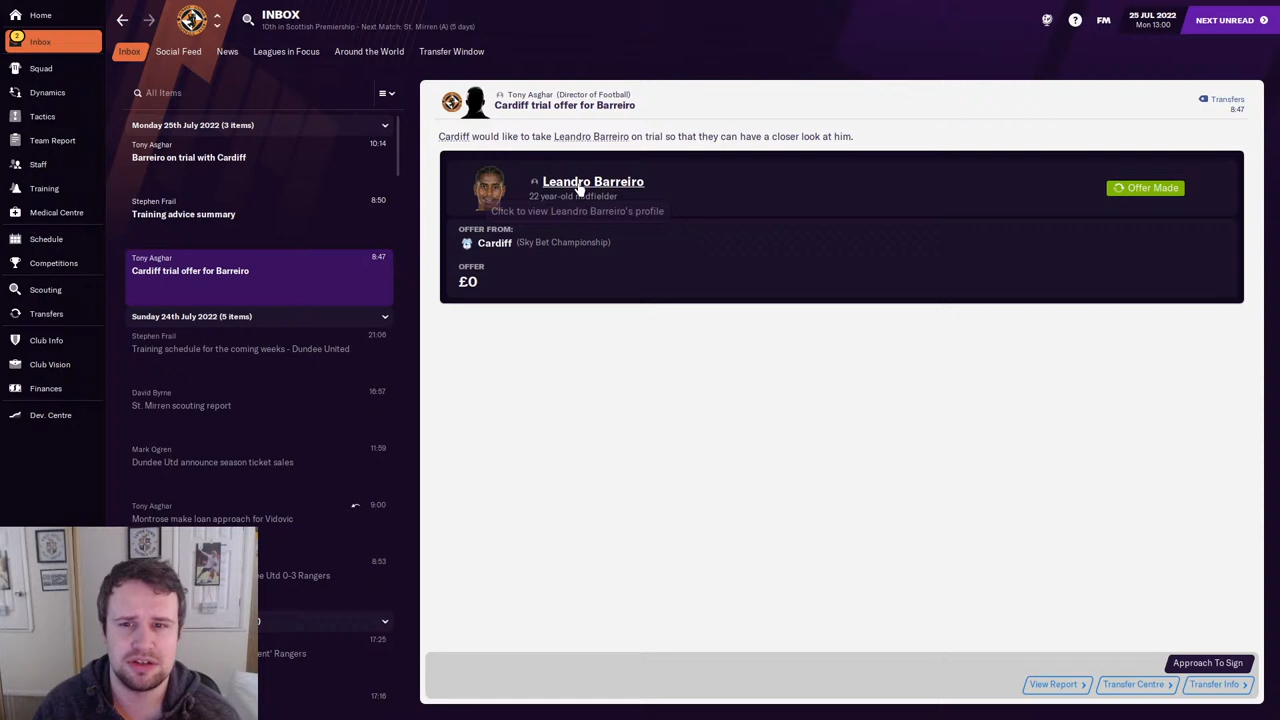 Home
2
Inbox
Squad
Dynamics
Tactics
Team Report
Staff
Training
Medical Centre
Schedule
Competitions
Scouting
Transfers
Club Info
Club Vision
Finances
Dev. Centre
INBOX
10th in Scottish Premiership - Next Match: St. Mirren (A) (5 days)
?
FM
25 JUL 2022
Mon 13:00
NEXT UNREAD
Inbox
Social Feed
News
Leagues in Focus
Around the World
Transfer Window
All Items
Monday 25th July 2022 (3 items)
Tony Asghar 10:14
Barreiro on trial with Cardiff
Stephen Frail 8:50
Training advice summary
Tony Asghar 8:47
Cardiff trial offer for Barreiro
Sunday 24th July 2022 (5 items)
Stephen Frail 21:06
Training schedule for the coming weeks - Dundee United
David Byrne 16:57
St. Mirren scouting report
Mark Ogren 11:59
Dundee Utd announce season ticket sales
Tony Asghar 9:00
Montrose make loan approach for Vidovic
8:53
ee Utd 0-3 Rangers
)
17:25
ent' Rangers
17:16
Tony Asghar (Director of Football)
Cardiff trial offer for Barreiro
Transfers
8:47
Cardiff would like to take Leandro Barreiro on trial so that they can have a closer look at him.
Leandro Barreiro
22 year-old midfielder
Click to view Leandro Barreiro's profile
Offer Made
OFFER FROM:
Cardiff (Sky Bet Championship)
OFFER
£0
Approach To Sign
View Report
Transfer Centre
Transfer Info